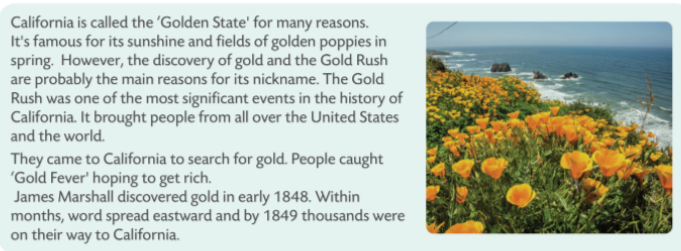 California is called the ‘Golden State' for many reasons.
It's famous for its sunshine and fields of golden poppies in
spring. However, the discovery of gold and the Gold Rush
are probably the main reasons for its nickname. The Gold
Rush was one of the most significant events in the history of
California. It brought people from all over the United States
and the world.
They came to California to search for gold. People caught
‘Gold Fever' hoping to get rich.
James Marshall discovered gold in early 1848. Within
months, word spread eastward and by 1849 thousands were
on their way to California.